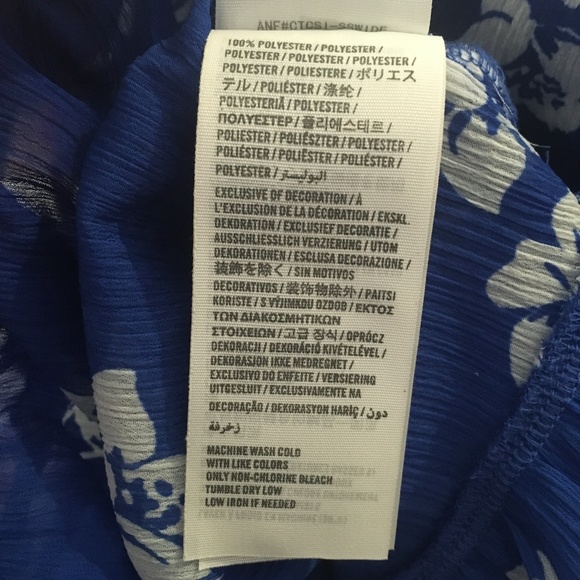 100% POLYESTER / POLYESTER /
POLYESTER / POLYESTER / POLYESTER /
POLYESTER / POLIESTERE / ポリエス
テル / POLIÉSTER / 涤纶 /
POLYESTERIÄ / POLYESTER /
ΠΟΛΥΕΣΤΕΡ / 폴리에스테르 /
POLIESTER / POLIÉSZTER / POLYESTER /
POLIÉSTER / POLIËSTER / POLIÉSTER /
POLYESTER / البوليستر
EXCLUSIVE OF DECORATION / À
L'EXCLUSION DE LA DÉCORATION / EKSKL.
DEKORATION / EXCLUSIEF DECORATIE /
AUSSCHLIESSLICH VERZIERUNG / UTOM
DEKORATIONEN / ESCLUSA DECORAZIONE /
装飾を除く / SIN MOTIVOS
DECORATIVOS / 装饰物除外 / PAITSI
KORISTE / S VÝJIMKOU OZDOB / ΕΚΤΟΣ
ΤΩΝ ΔΙΑΚΟΣΜΗΤΙΚΩΝ
ΣΤΟΙΧΕΙΩΝ / 고급 장식 / OPRÓCZ
DEKORACJI / DEKORÁCIÓ KIVÉTELÉVEL /
DEKORASJON IKKE MEDREGNET /
EXCLUSIVO DO ENFEITE / VERSIERING
UITGESLUIT / EXCLUSIVAMENTE NA
DECORAÇÃO / DEKORASYON HARİÇ / دون
زخرفة
MACHINE WASH COLD
WITH LIKE COLORS
ONLY NON-CHLORINE BLEACH
TUMBLE DRY LOW
LOW IRON IF NEEDED